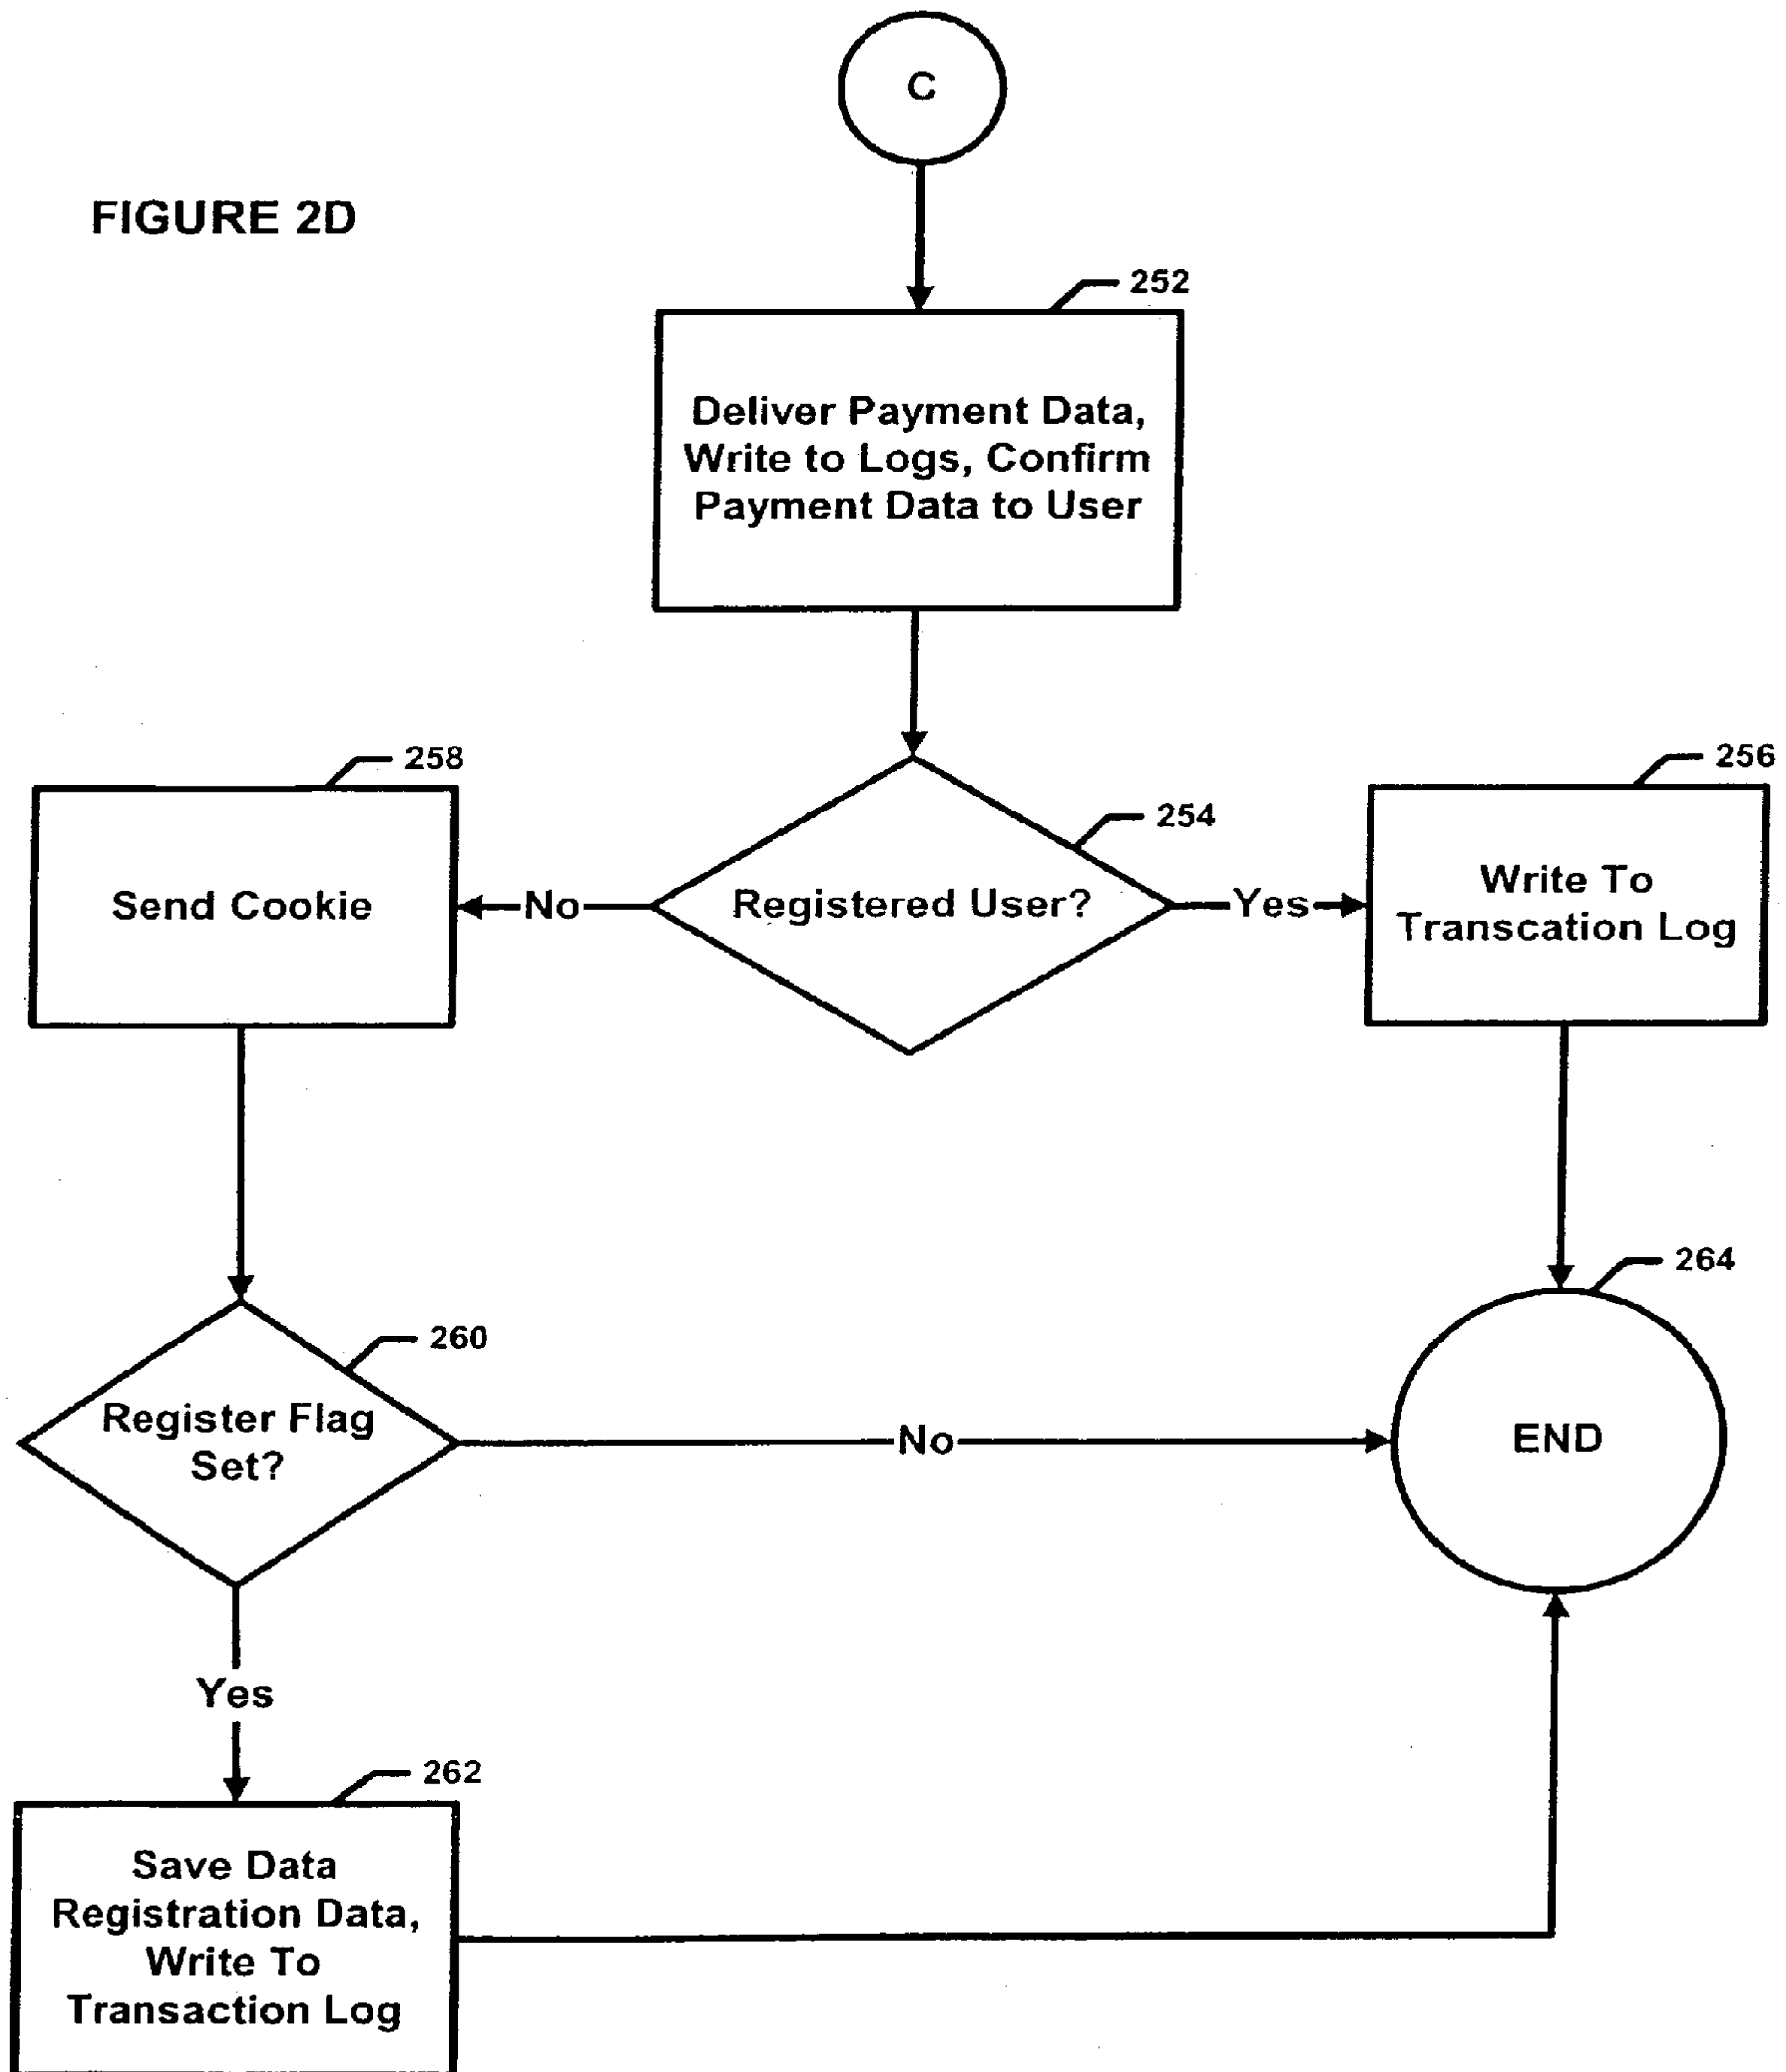 C
FIGURE 2D
252
Deliver Payment Data,
Write to Logs, Confirm
Payment Data to User
258
256
254
Send Cookie
No
Registered User?
Yes
Write To
Transcation Log
264
260
Register Flag
Set?
No
END
Yes
262
Save Data
Registration Data,
Write To
Transaction Log